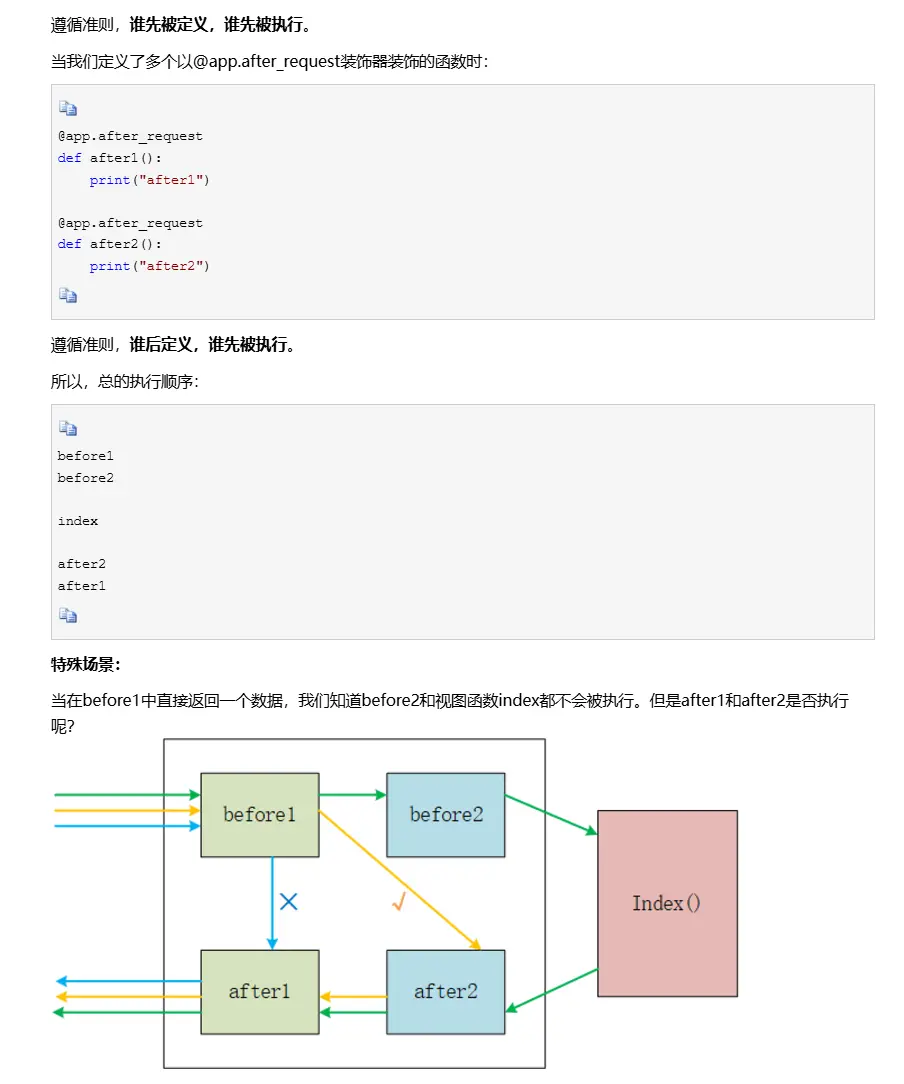 遵循准则，谁先被定义，谁先被执行。
当我们定义了多个以@app.after_request装饰器装饰的函数时：
@app.after_request
def after1():
    print("after1")
@app.after_request
def after2():
    print("after2")
遵循准则，谁后定义，谁先被执行。
所以，总的执行顺序：
before1
before2
index
after2
after1
特殊场景：
当在before1中直接返回一个数据，我们知道before2和视图函数index都不会被执行。但是after1和after2是否执行
呢？
before1
before2
Index()
after1
after2